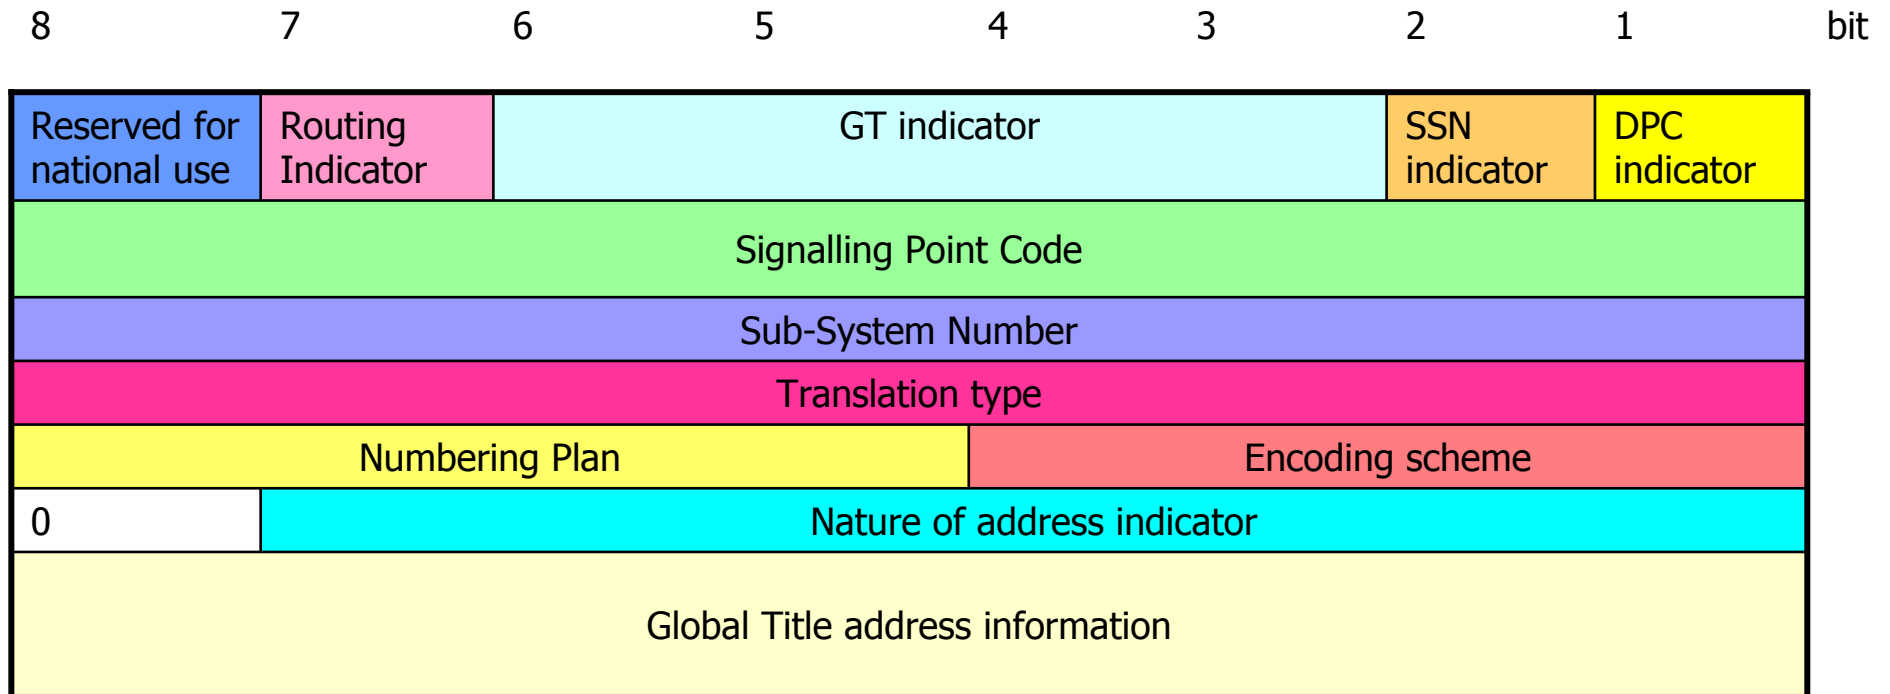 8 7 6 5 4 3 2 1 bit
Reserved for national use
Routing Indicator
GT indicator
SSN indicator
DPC indicator
Signalling Point Code
Sub-System Number
Translation type
Numbering Plan
Encoding scheme
0
Nature of address indicator
Global Title address information